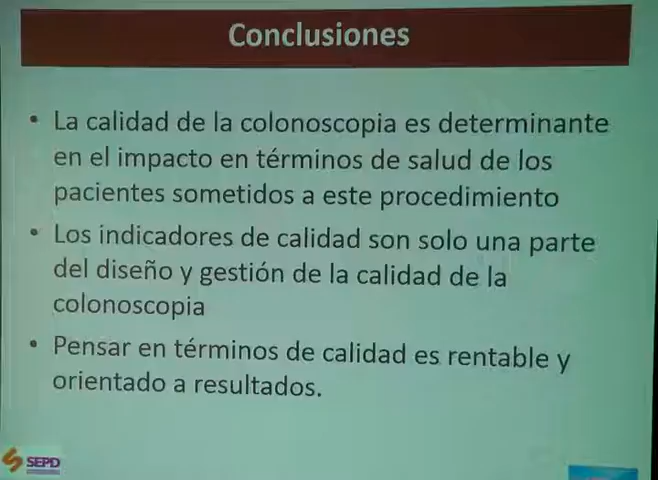 Conclusiones
• La calidad de la colonoscopia es determinante
en el impacto en términos de salud de los
pacientes sometidos a este procedimiento
• Los indicadores de calidad son solo una parte
del diseño y gestión de la calidad de la
colonoscopia
• Pensar en términos de calidad es rentable y
orientado a resultados.
SEPD